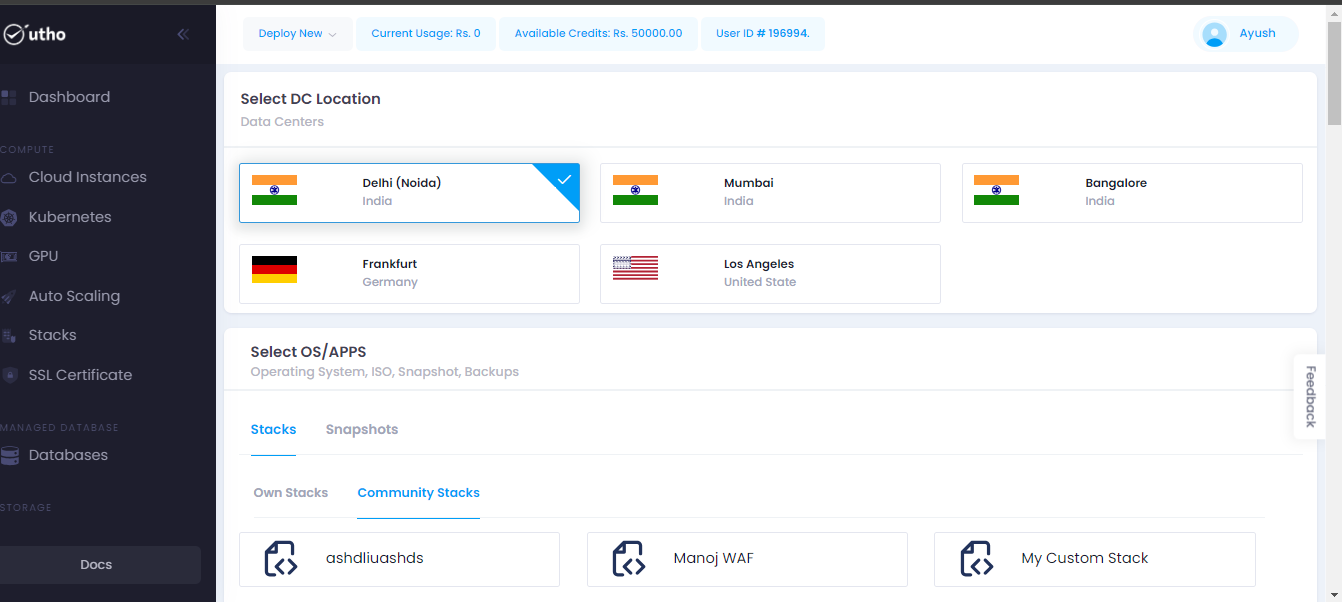 utho
Deploy New
Current Usage: Rs. 0
Available Credits: Rs. 50000.00
User ID # 196994.
Ayush
Dashboard
COMPUTE
Cloud Instances
Kubernetes
GPU
Auto Scaling
Stacks
SSL Certificate
MANAGED DATABASE
Databases
STORAGE
Docs
Select DC Location
Data Centers
Delhi (Noida)
India
Mumbai
India
Bangalore
India
Frankfurt
Germany
Los Angeles
United State
Select OS/APPS
Operating System, ISO, Snapshot, Backups
Stacks
Snapshots
Own Stacks
Community Stacks
ashdliuashds
Manoj WAF
My Custom Stack
Feedback